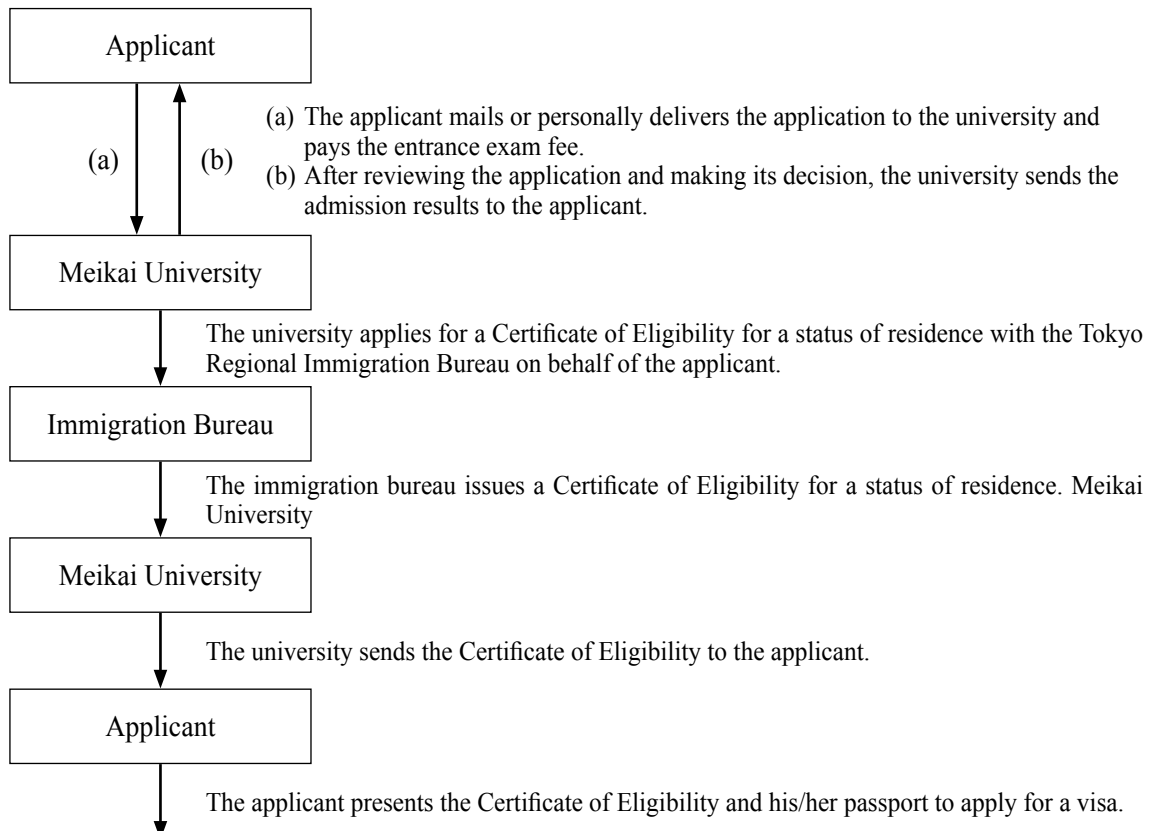 Applicant
(a)
(b)
(a) The applicant mails or personally delivers the application to the university and
pays the entrance exam fee.
(b) After reviewing the application and making its decision, the university sends the
admission results to the applicant.
Meikai University
The university applies for a Certificate of Eligibility for a status of residence with the Tokyo
Regional Immigration Bureau on behalf of the applicant.
Immigration Bureau
The immigration bureau issues a Certificate of Eligibility for a status of residence. Meikai
University
Meikai University
The university sends the Certificate of Eligibility to the applicant.
Applicant
The applicant presents the Certificate of Eligibility and his/her passport to apply for a visa.